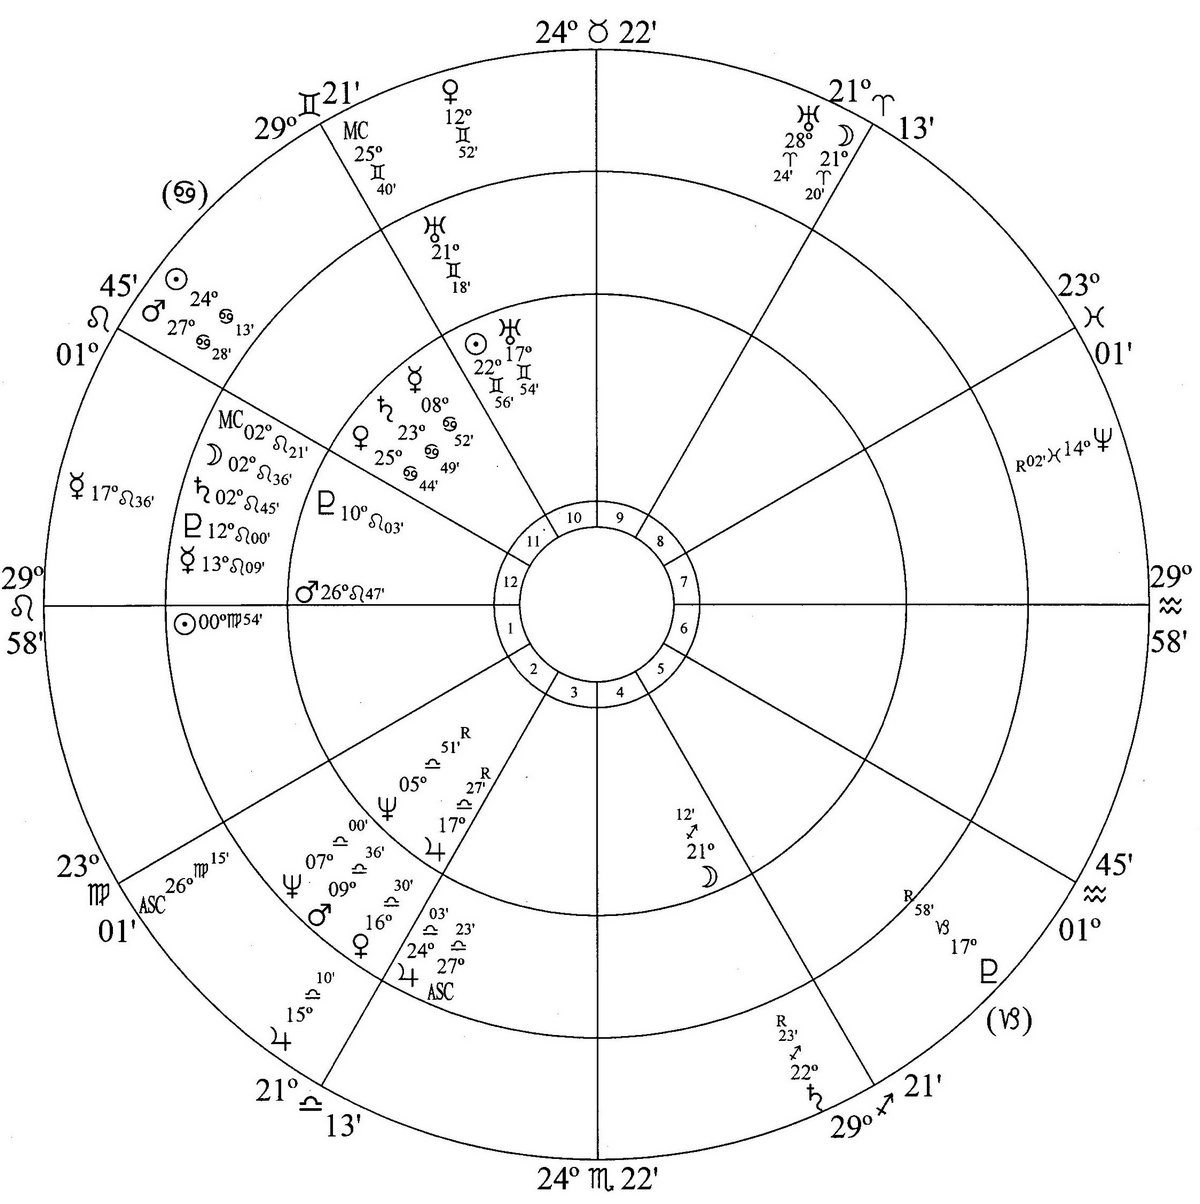 24° ♉ 22'
21° ♈ 13'
23° ♓ 01'
29° ♒ 58'
45' ♒ 01°
(♑)
21' ♐ 29°
24° ♏ 22'
21° ♎ 13'
23° ♍ 01'
29° ♌ 58'
45' ♌ 01°
(♋)
29° ♊ 21'
♀ 12° ♊ 52'
MC 25° ♊ 40'
♅ 28° ♈ 24'
☽ 21° ♈ 20'
☉ 24° ♋ 13'
♂ 27° ♋ 28'
☿ 17° ♌ 36'
ASC 26° ♍ 15'
♃ 15° ♎ 10'
♄ 22° ♐ 23' R
♇ 17° ♑ 58' R
R 02' ♓ 14° ♆
♅ 21° ♊ 18'
MC 02° ♌ 21'
☽ 02° ♌ 36'
♄ 02° ♌ 45'
♇ 12° ♌ 00'
☿ 13° ♌ 09'
☉ 00° ♍ 54'
♆ 07° ♎ 00'
♂ 09° ♎ 36'
♀ 16° ♎ 30'
♃ 24° ♎ 03'
ASC 27° ♎ 23'
☉ 22° ♊ 56'
♅ 17° ♊ 54'
☿ 08° ♋ 52'
♄ 23° ♋ 49'
♀ 25° ♋ 44'
♇ 10° ♌ 03'
♂ 26° ♌ 47'
♆ 05° ♎ 51' R
♃ 17° ♎ 27' R
☽ 21° ♐ 12'
10
9
11
8
12
7
1
6
2
5
3
4